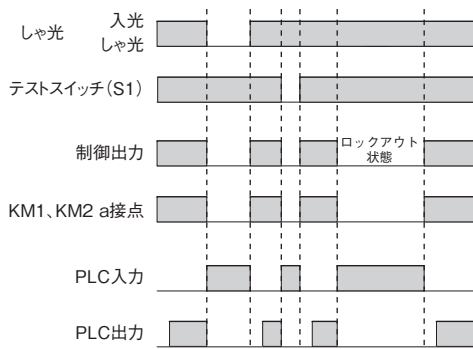 しゃ光
入光
しゃ光
テストスイッチ(S1)
制御出力
ロックアウト
状態
KM1、KM2 a接点
PLC入力
PLC出力